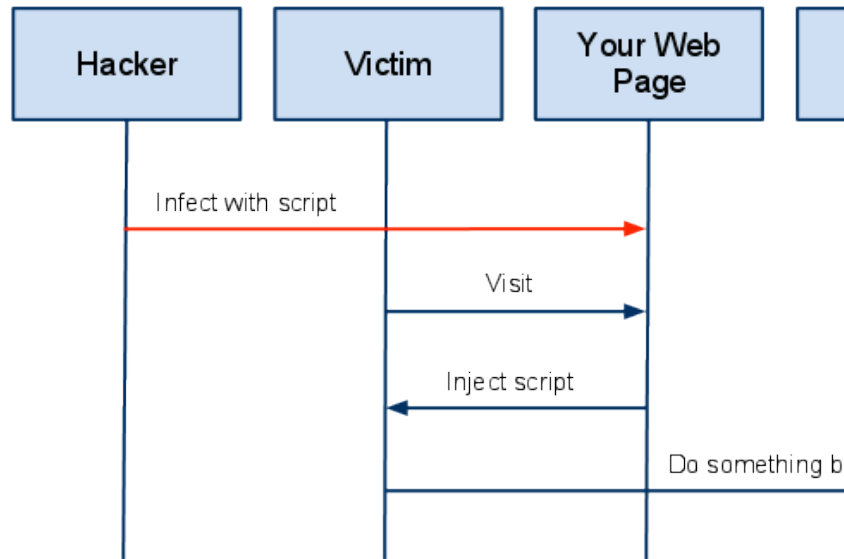 Hacker
Victim
Your Web
Page
Infect with script
Visit
Inject script
Do something b